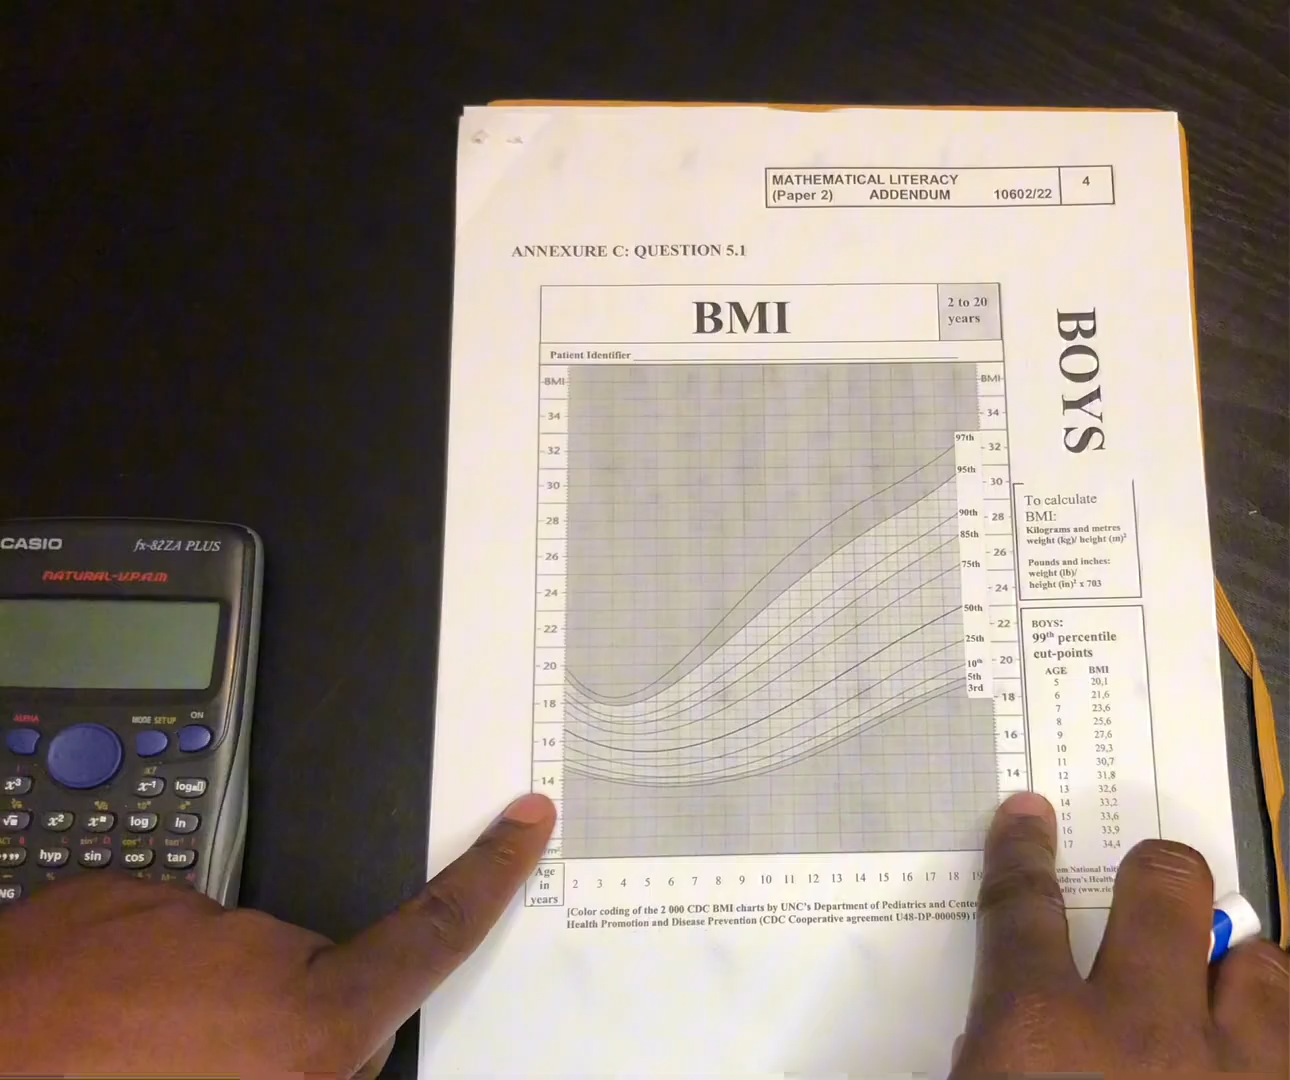 MATHEMATICAL LITERACY 4
(Paper 2) ADDENDUM 10602/22
ANNEXURE C: QUESTION 5.1
BMI
2 to 20
years
BOYS
Patient Identifier
BMI BMI
34 34
32 32
30 30
28 28
26 26
24 24
22 22
20 20
18 18
16 16
14 14
97th
95th
90th
85th
75th
50th
25th
10th
5th
3rd
Age
in
years
2 3 4 5 6 7 8 9 10 11 12 13 14 15 16 17 18 19
[Color coding of the 2 000 CDC BMI charts by UNC's Department of Pediatrics and
Health Promotion and Disease Prevention (CDC Cooperative agreement U48-DP-000059)
To calculate
BMI:
Kilograms and metres
weight (kg)/ height (m)²
Pounds and inches:
weight (lb)/
height (in)² x 703
BOYS:
99th percentile
cut-points
AGE BMI
5 20,1
6 21,6
7 23,6
8 25,6
9 27,6
10 29,3
11 30,7
12 31,8
13 32,6
14 33,2
15 33,6
16 33,9
17 34,4
National
CASIO fx-82ZA PLUS
NATURAL-V.P.A.M
MODE SETUP ON
x³ x⁻¹ log
x² log ln
hyp sin cos tan